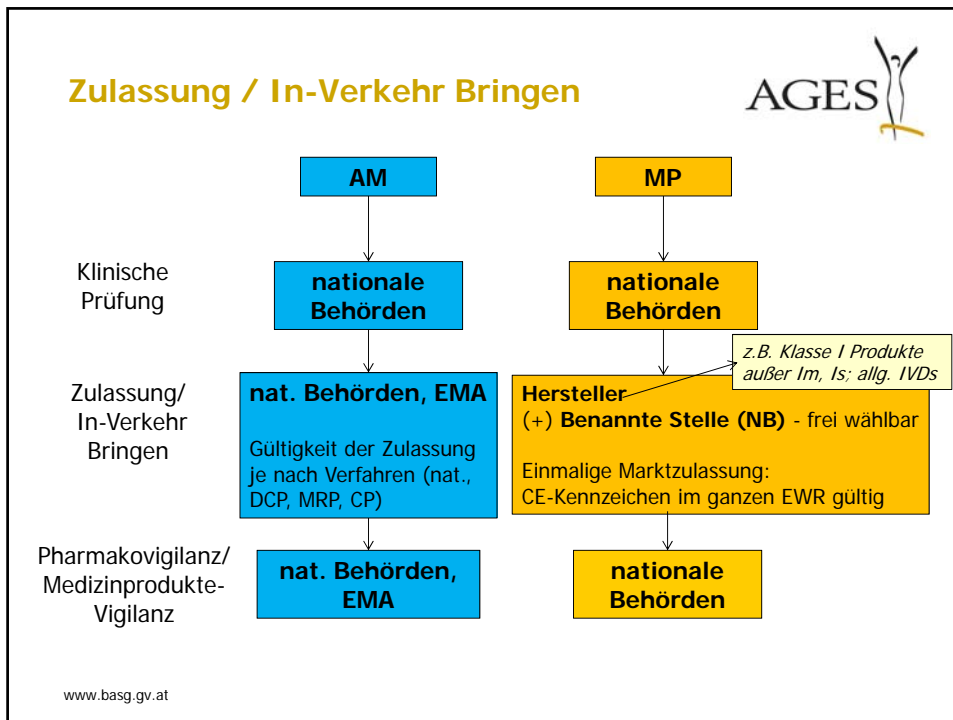 Zulassung / In-Verkehr Bringen
AGES
AM
MP
Klinische
Prüfung
nationale
Behörden
nationale
Behörden
z.B. Klasse I Produkte
außer Im, Is; allg. IVDs
Zulassung/
In-Verkehr
Bringen
nat. Behörden, EMA
Gültigkeit der Zulassung
je nach Verfahren (nat.,
DCP, MRP, CP)
Hersteller
(+) Benannte Stelle (NB) - frei wählbar
Einmalige Marktzulassung:
CE-Kennzeichen im ganzen EWR gültig
Pharmakovigilanz/
Medizinprodukte-
Vigilanz
nat. Behörden,
EMA
nationale
Behörden
www.basg.gv.at